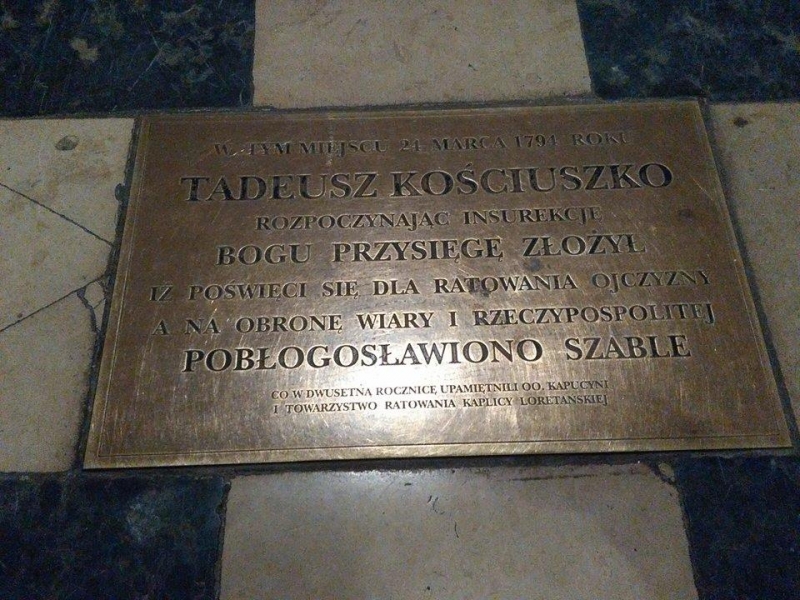 W TYM MIEJSCU 24 MARCA 1794 ROKU
TADEUSZ KOŚCIUSZKO
ROZPOCZYNAJĄC INSUREKCJĘ
BOGU PRZYSIĘGĘ ZŁOŻYŁ
IŻ POŚWIĘCI SIĘ DLA RATOWANIA OJCZYZNY
A NA OBRONĘ WIARY I RZECZYPOSPOLITEJ
POBŁOGOSŁAWIONO SZABLE
CO W DWUSETNĄ ROCZNICĘ UPAMIĘTNILI OO. KAPUCYNI
I TOWARZYSTWO RATOWANIA KAPLICY LORETAŃSKIEJ